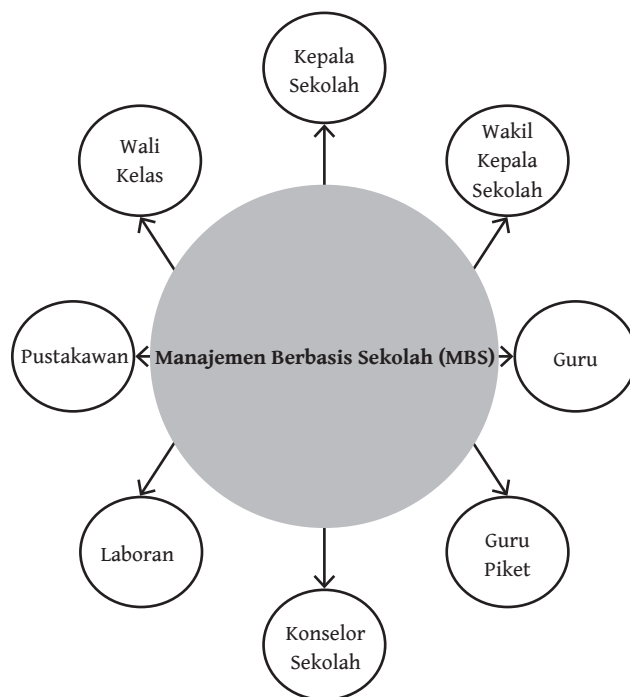 Kepala
Sekolah
Wali
Kelas
Wakil
Kepala
Sekolah
Pustakawan
Manajemen Berbasis Sekolah (MBS)
Guru
Laboran
Guru
Piket
Konselor
Sekolah